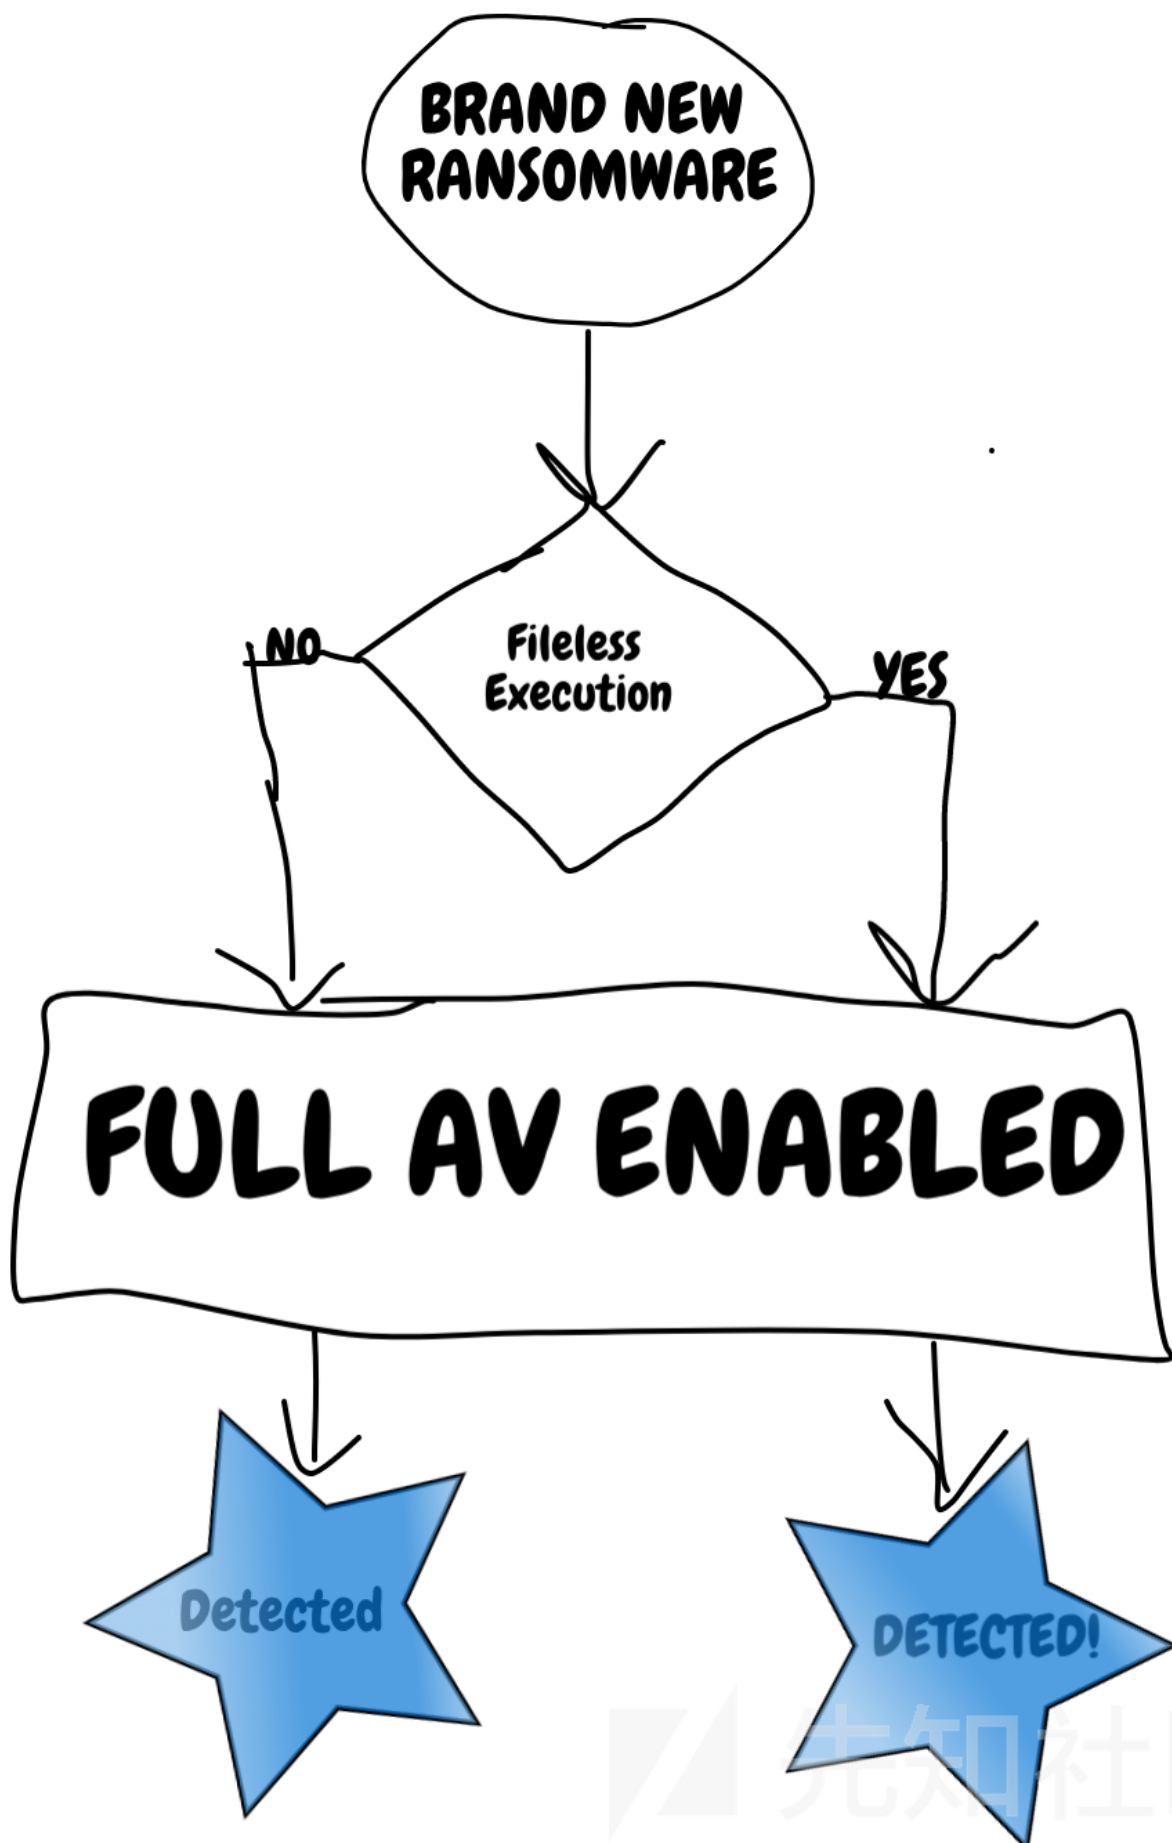 BRAND NEW
RANSOMWARE
Fileless
Execution
NO
YES
FULL AV ENABLED
Detected
DETECTED!
先知社